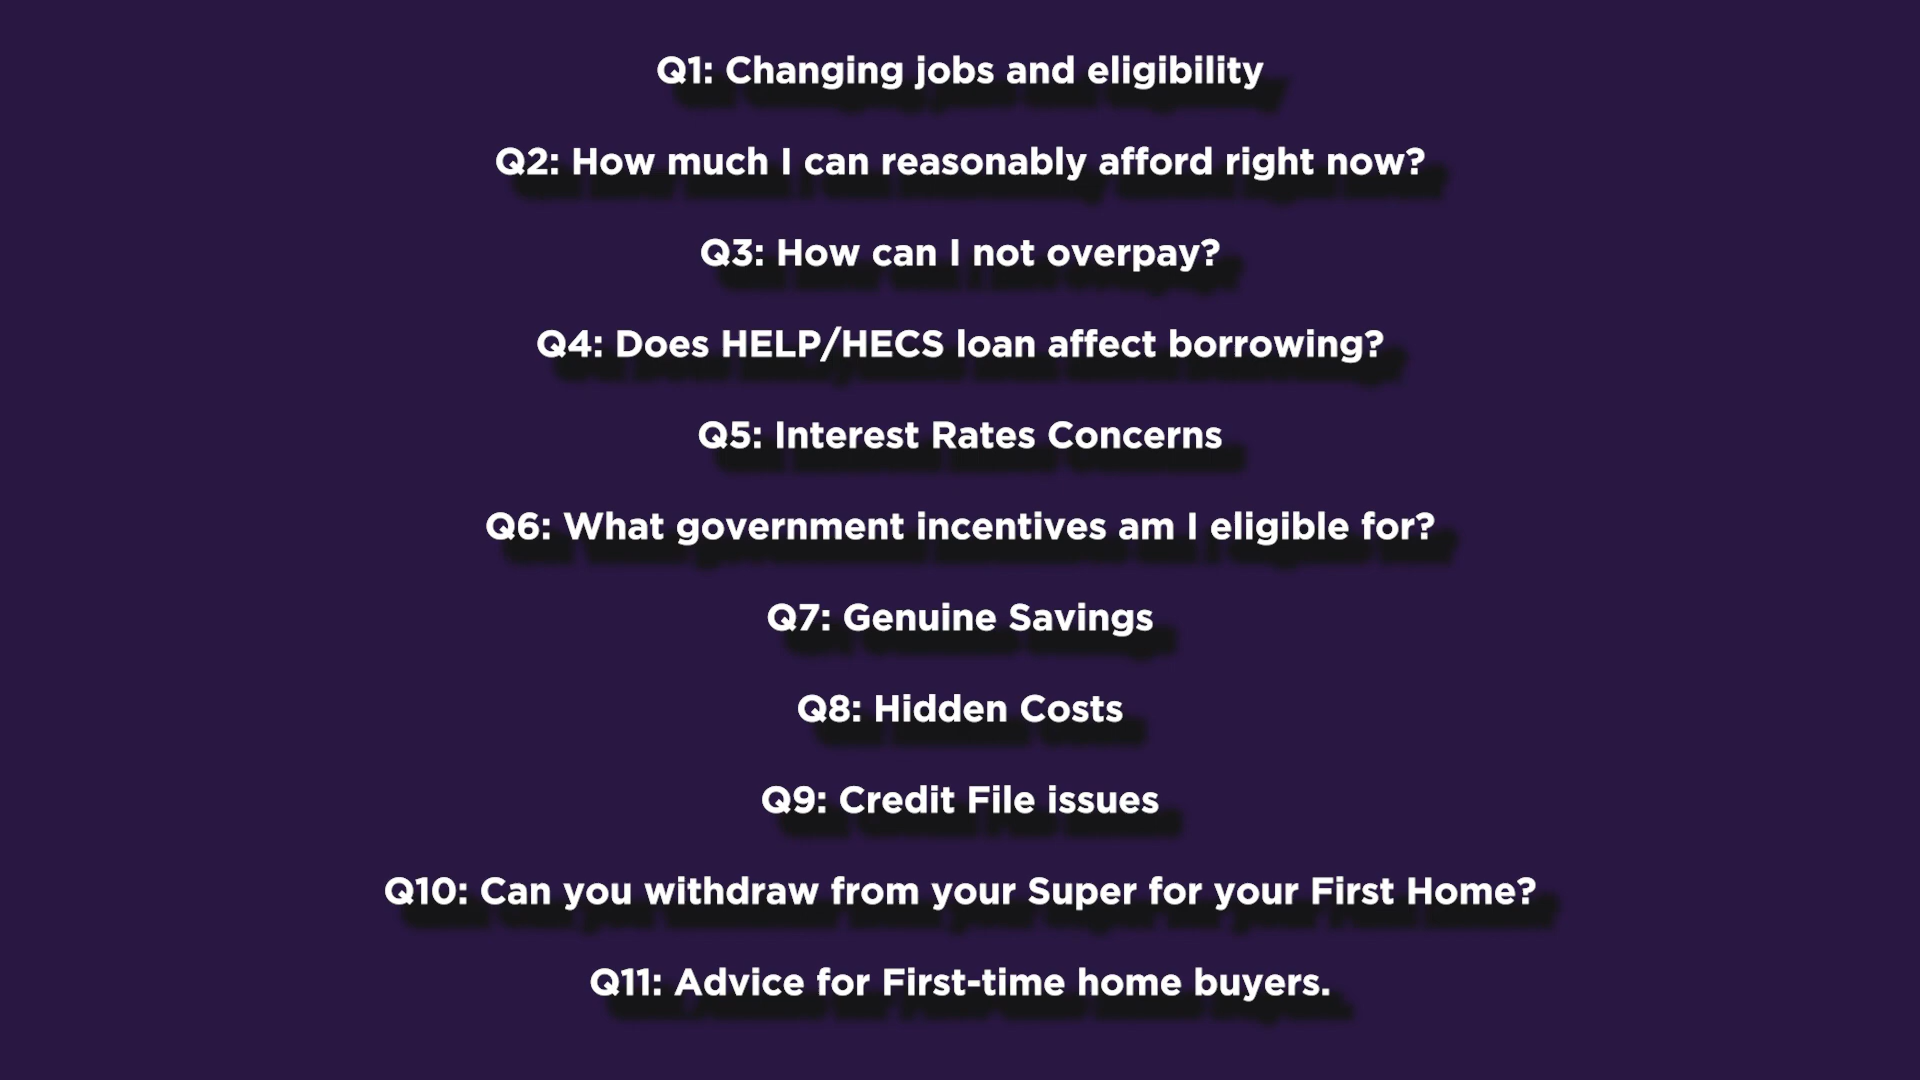 Q1: Changing jobs and eligibility
Q2: How much I can reasonably afford right now?
Q3: How can I not overpay?
Q4: Does HELP/HECS loan affect borrowing?
Q5: Interest Rates Concerns
Q6: What government incentives am I eligible for?
Q7: Genuine Savings
Q8: Hidden Costs
Q9: Credit File issues
Q10: Can you withdraw from your Super for your First Home?
Q11: Advice for First-time home buyers.